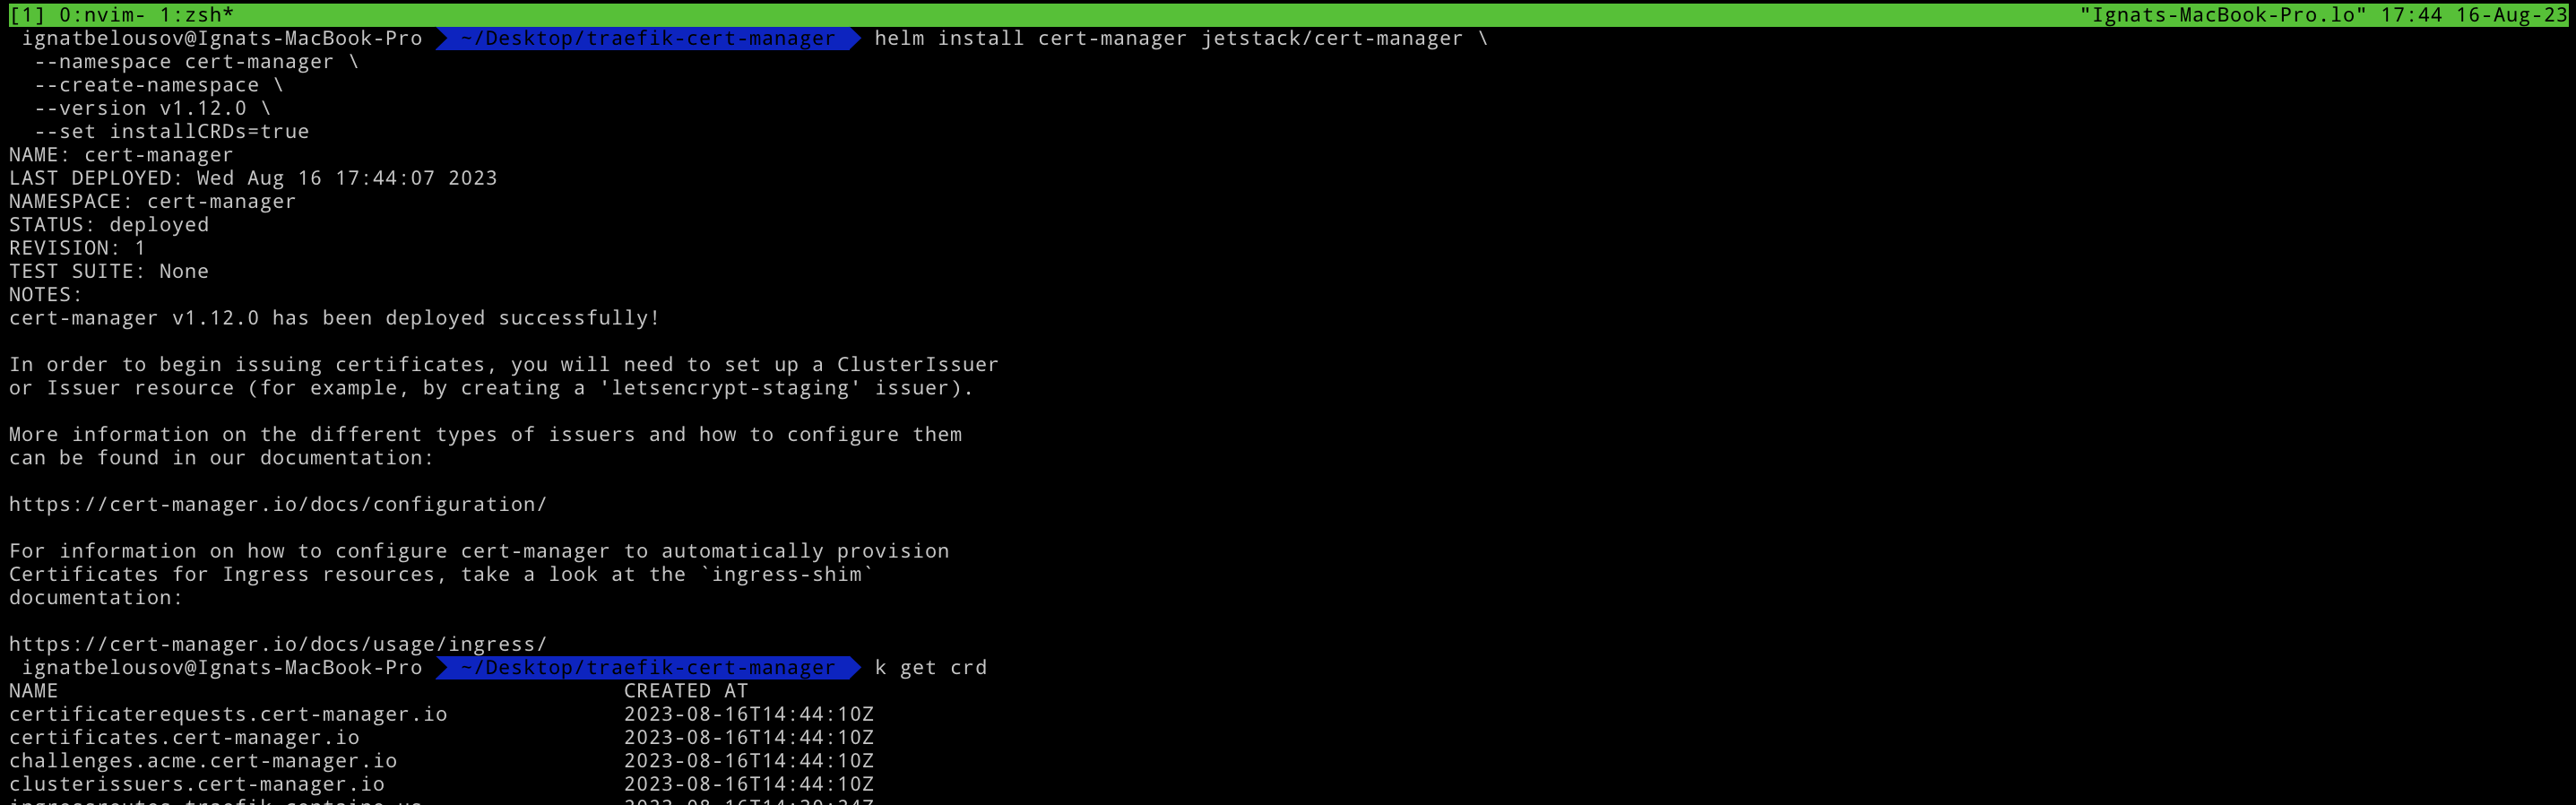 [1] 0:nvim- 1:zsh* "Ignats-MacBook-Pro.lo" 17:44 16-Aug-23
ignatbelousov@Ignats-MacBook-Pro ~/Desktop/traefik-cert-manager helm install cert-manager jetstack/cert-manager \
--namespace cert-manager \
--create-namespace \
--version v1.12.0 \
--set installCRDs=true
NAME: cert-manager
LAST DEPLOYED: Wed Aug 16 17:44:07 2023
NAMESPACE: cert-manager
STATUS: deployed
REVISION: 1
TEST SUITE: None
NOTES:
cert-manager v1.12.0 has been deployed successfully!
In order to begin issuing certificates, you will need to set up a ClusterIssuer
or Issuer resource (for example, by creating a 'letsencrypt-staging' issuer).
More information on the different types of issuers and how to configure them
can be found in our documentation:
https://cert-manager.io/docs/configuration/
For information on how to configure cert-manager to automatically provision
Certificates for Ingress resources, take a look at the `ingress-shim`
documentation:
https://cert-manager.io/docs/usage/ingress/
ignatbelousov@Ignats-MacBook-Pro ~/Desktop/traefik-cert-manager k get crd
NAME CREATED AT
certificaterequests.cert-manager.io 2023-08-16T14:44:10Z
certificates.cert-manager.io 2023-08-16T14:44:10Z
challenges.acme.cert-manager.io 2023-08-16T14:44:10Z
clusterissuers.cert-manager.io 2023-08-16T14:44:10Z